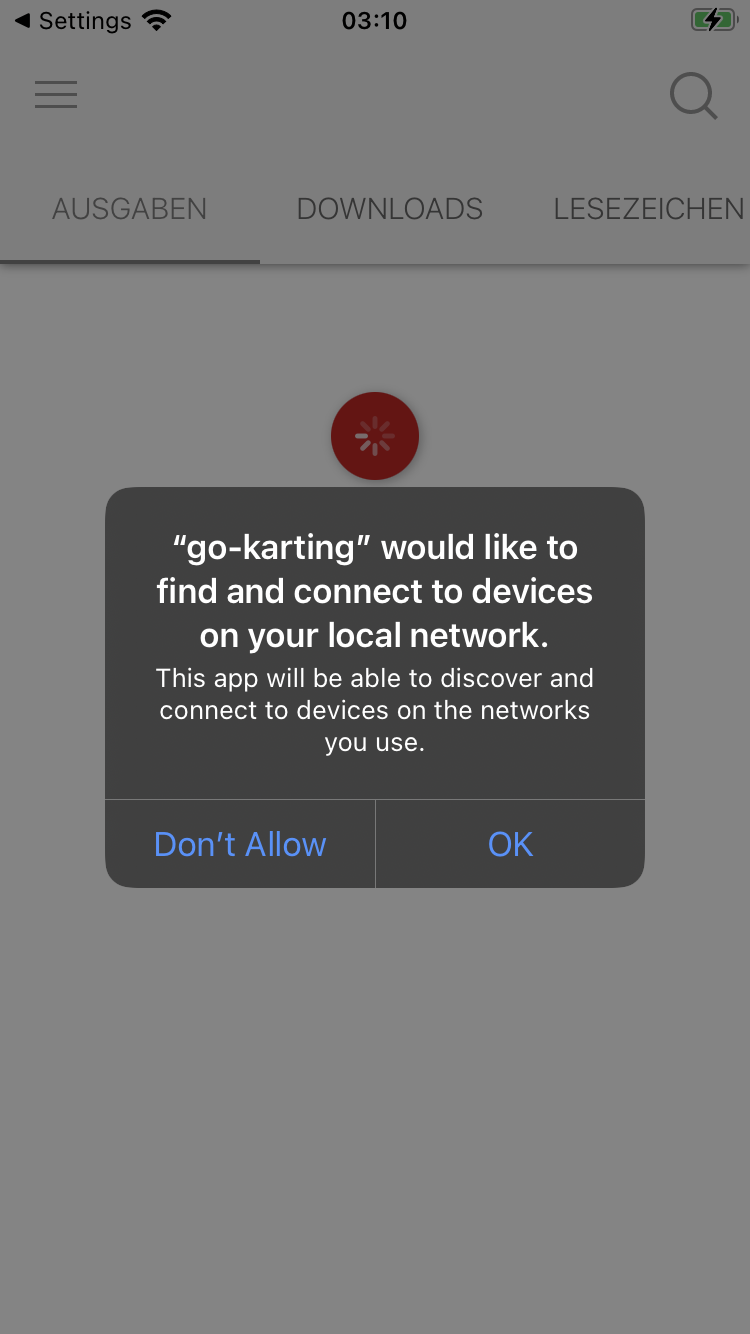 ◀ Settings 03:10
AUSGABEN DOWNLOADS LESEZEICHEN
“go-karting” would like to
find and connect to devices
on your local network.
This app will be able to discover and
connect to devices on the networks
you use.
Don’t Allow OK